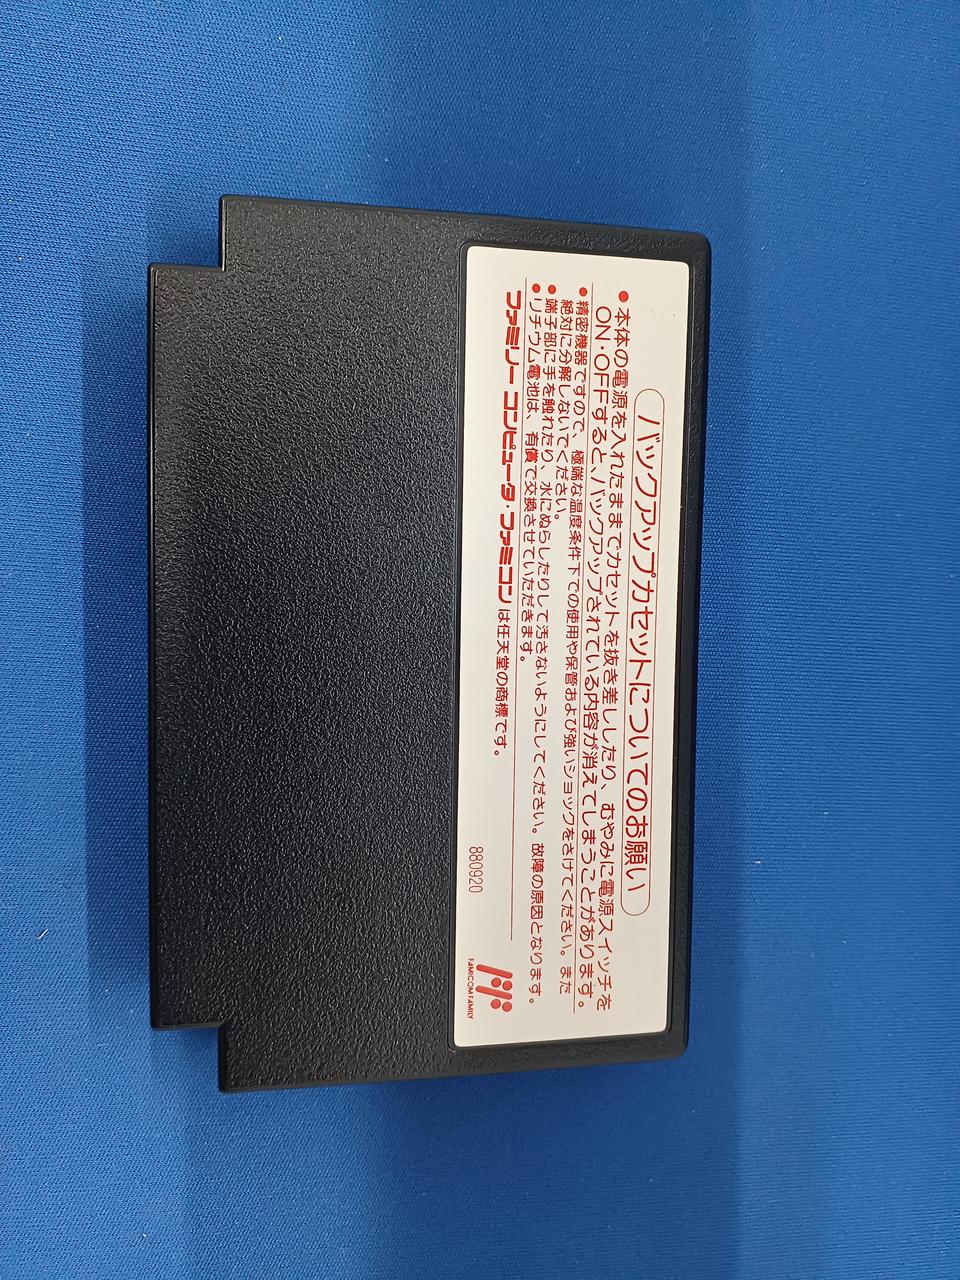 バックアップカセットについてのお願い
●本体の電源を入れたままでカセットを抜き差ししたり、むやみに電源スイッチを
ON・OFFすると、バックアップされている内容が消えてしまうことがあります。
●精密機器ですので、極端な温度条件下での使用や保管および強いショックをさけてください。また
絶対に分解しないでください。
●端子部に手を触れたり、水にぬらしたりして汚さないようにしてください。故障の原因となります。
●リチウム電池は、有償で交換させていただきます。
ファミリー コンピュータ・ファミコンは任天堂の商標です。
880920
FAMICOM FAMILY